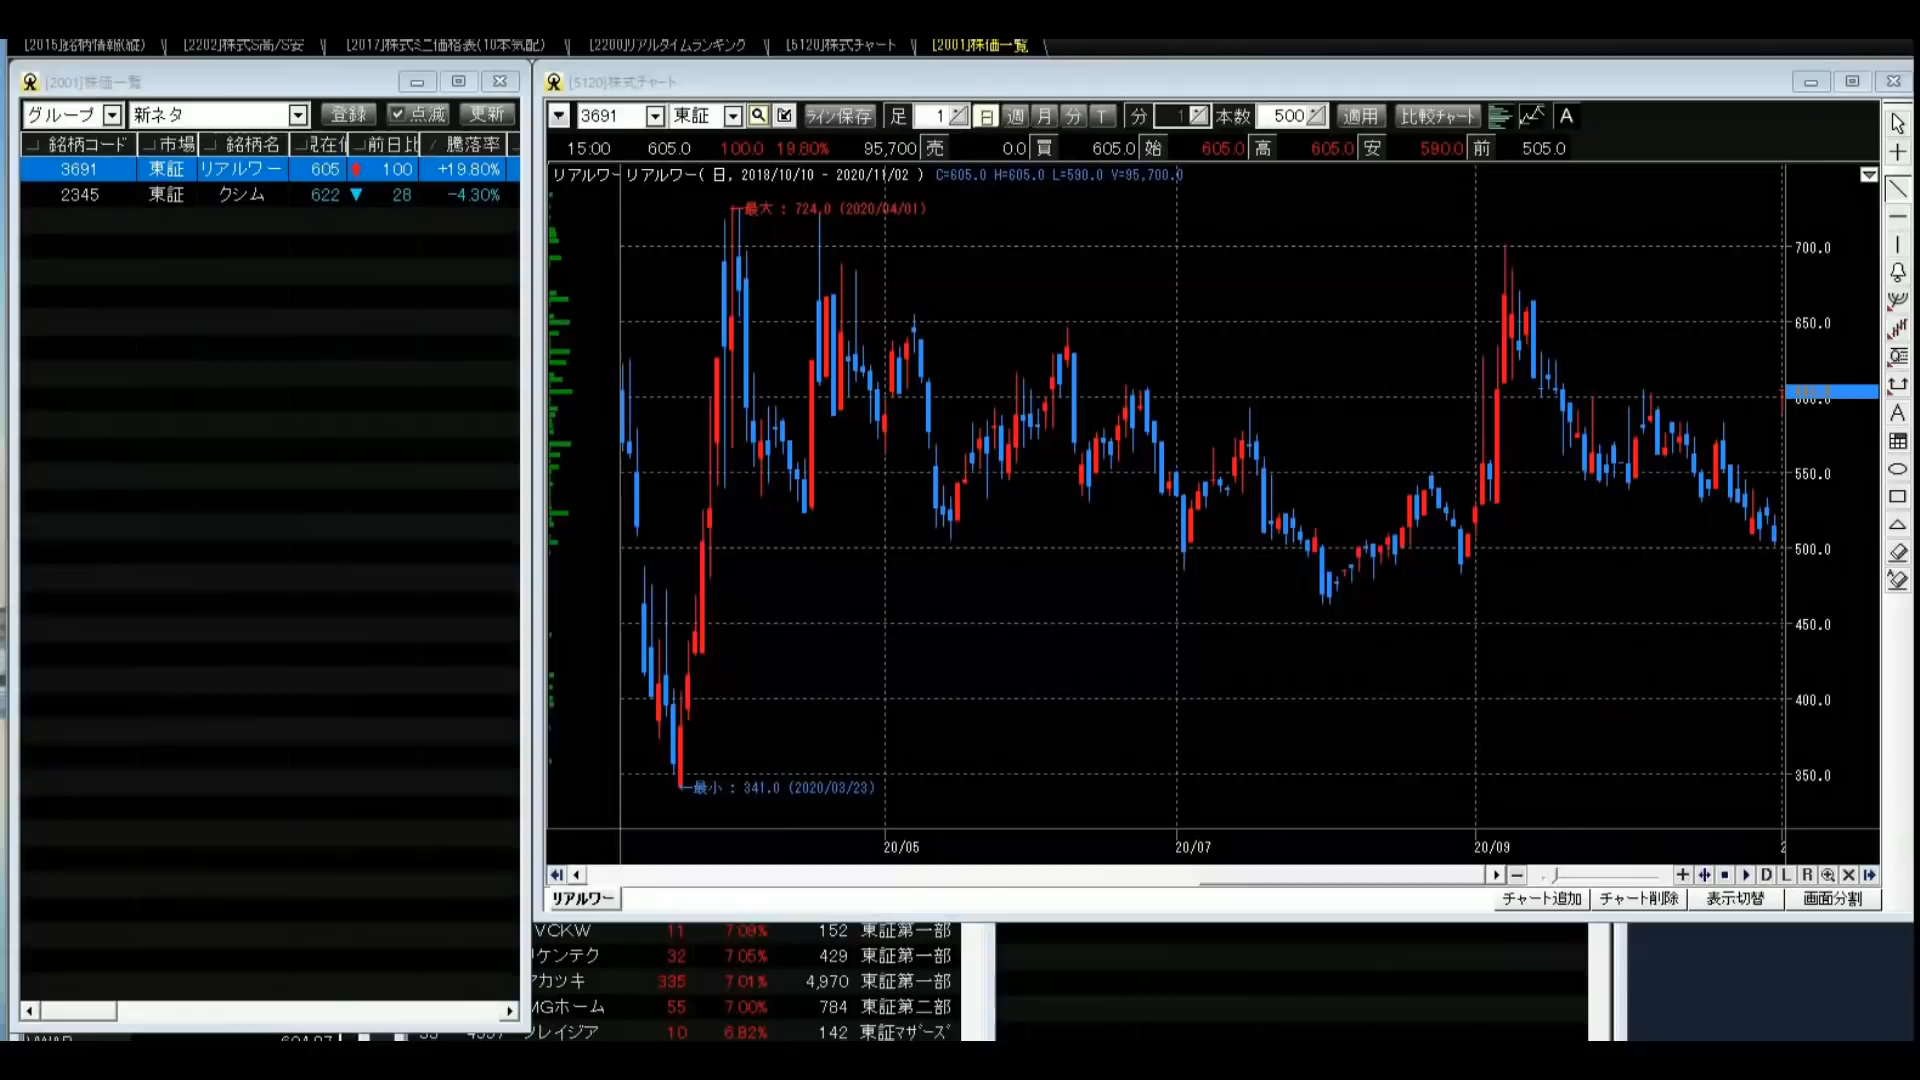 [2015]銘柄情報(縦) [2202]株式S高/S安 [2017]株式ミニ価格表(10本気配) [2200]リアルタイムランキング [5120]株式チャート [2001]株価一覧
[2001]株価一覧
グループ 新ネタ 登録 点滅 更新
銘柄コード 市場 銘柄名 現在値 前日比 騰落率
3691 東証 リアルワー 605 100 +19.80%
2345 東証 クシム 622 ▼ 28 -4.30%
[5120]株式チャート
3691 東証 ライン保存 足 1 日 週 月 分 T 分 1 本数 500 適用 比較チャート A
15:00 605.0 100.0 19.80% 95,700 売 0.0 買 605.0 始 605.0 高 605.0 安 590.0 前 505.0
リアルワー リアルワー( 日, 2018/10/10 - 2020/11/02 ) C=605.0 H=605.0 L=590.0 V=95,700.0
最大 : 724.0 (2020/04/01)
700.0
650.0
600.0
550.0
500.0
450.0
400.0
350.0
最小 : 341.0 (2020/03/23)
20/05 20/07 20/09
D L R
リアルワー チャート追加 チャート削除 表示切替 画面分割
VCKW 11 7.09% 152 東証第一部
リケンテク 32 7.05% 429 東証第一部
アカツキ 335 7.01% 4,970 東証第一部
MGホーム 55 7.00% 784 東証第二部
クレイジア 10 6.82% 142 東証マザーズ
A